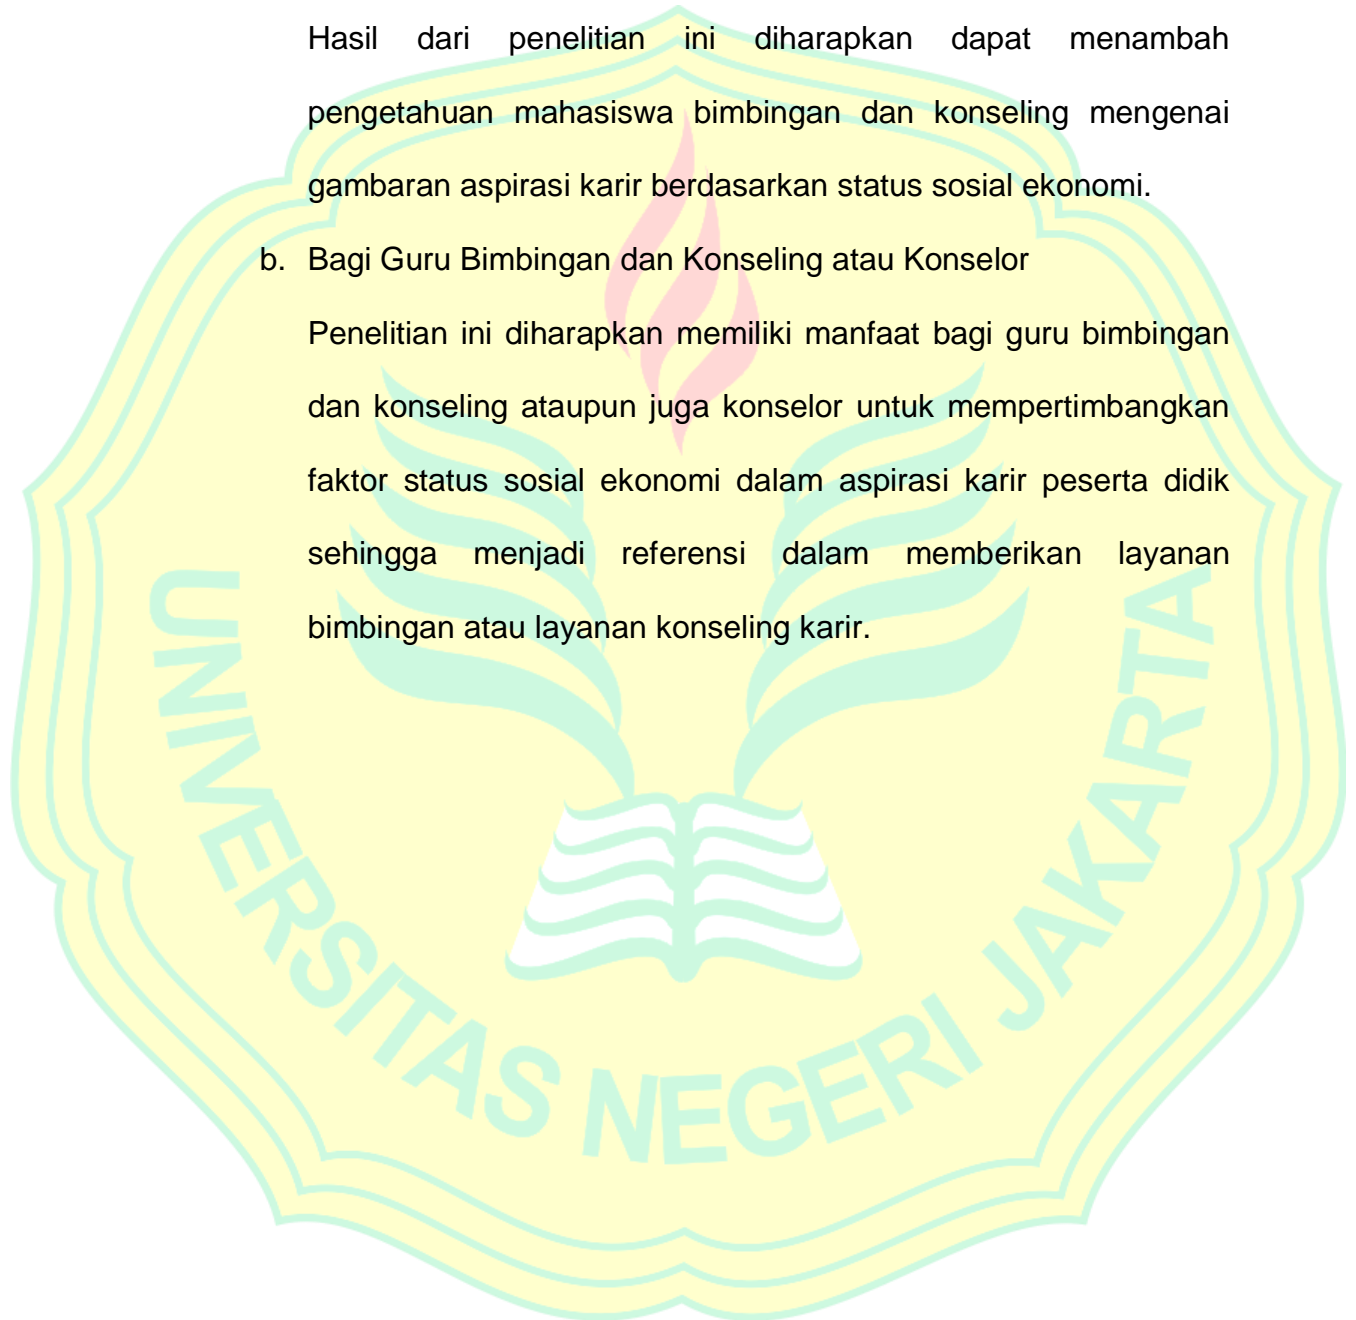 Hasil dari penelitian ini diharapkan dapat menambah
pengetahuan mahasiswa bimbingan dan konseling mengenai
gambaran aspirasi karir berdasarkan status sosial ekonomi.
b. Bagi Guru Bimbingan dan Konseling atau Konselor
Penelitian ini diharapkan memiliki manfaat bagi guru bimbingan
dan konseling ataupun juga konselor untuk mempertimbangkan
faktor status sosial ekonomi dalam aspirasi karir peserta didik
sehingga menjadi referensi dalam memberikan layanan
bimbingan atau layanan konseling karir.
UNIVERSITAS NEGERI JAKARTA